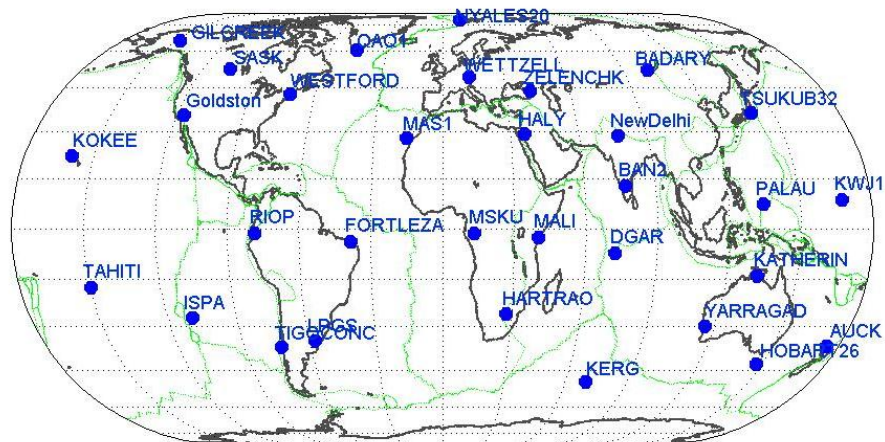 NYALES20
GILCREEK
QAQ1
SASK
WETTZELL
BADARY
WESTFORD
ZELENCHK
Goldston
TSUKUB32
MAS1
HALY
NewDelhi
KOKEE
BAN2
PALAU
KWJ1
RIOP
FORTLEZA
MSKU
MALI
DGAR
KATHERIN
TAHITI
ISPA
HARTRAO
YARRAGAD
LPGS
TIGOCONC
AUCK
HOBART26
KERG